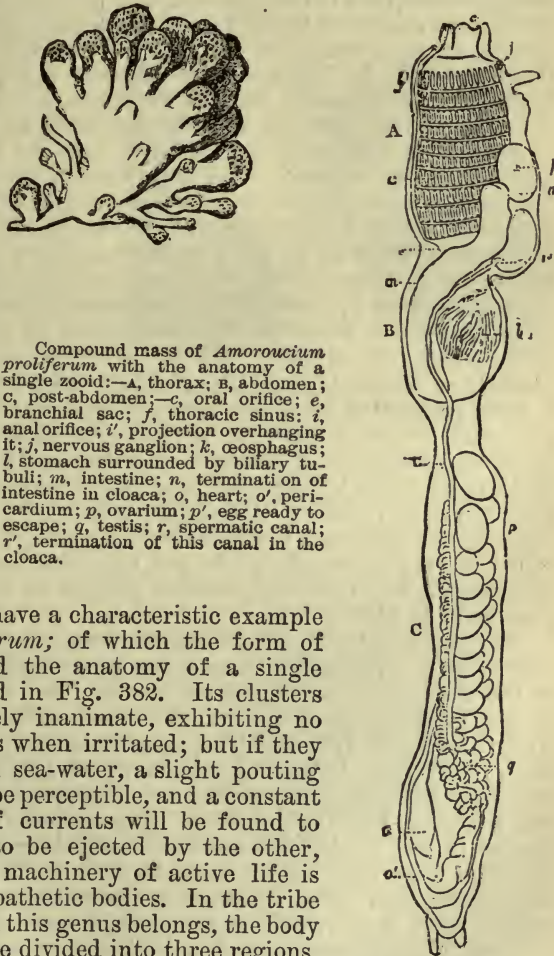 Compound mass of Amoroucium
proliferum with the anatomy of a
single zooid:—A, thorax; B, abdomen;
C, post-abdomen;—c, oral orifice; e,
branchial sac; f, thoracic sinus: i,
anal orifice; i', projection overhanging
it; j, nervous ganglion; k, œosphagus;
l, stomach surrounded by biliary tu-
buli; m, intestine; n, terminati on of
intestine in cloaca; o, heart; o', peri-
cardium; p, ovarium; p', egg ready to
escape; q, testis; r, spermatic canal;
r', termination of this canal in the
cloaca.
have a characteristic example
rum; of which the form of
d the anatomy of a single
d in Fig. 382. Its clusters
ely inanimate, exhibiting no
s when irritated; but if they
sea-water, a slight pouting
be perceptible, and a constant
f currents will be found to
to be ejected by the other,
machinery of active life is
pathetic bodies. In the tribe
this genus belongs, the body
e divided into three regions,
c
A
B
m
p
C
q